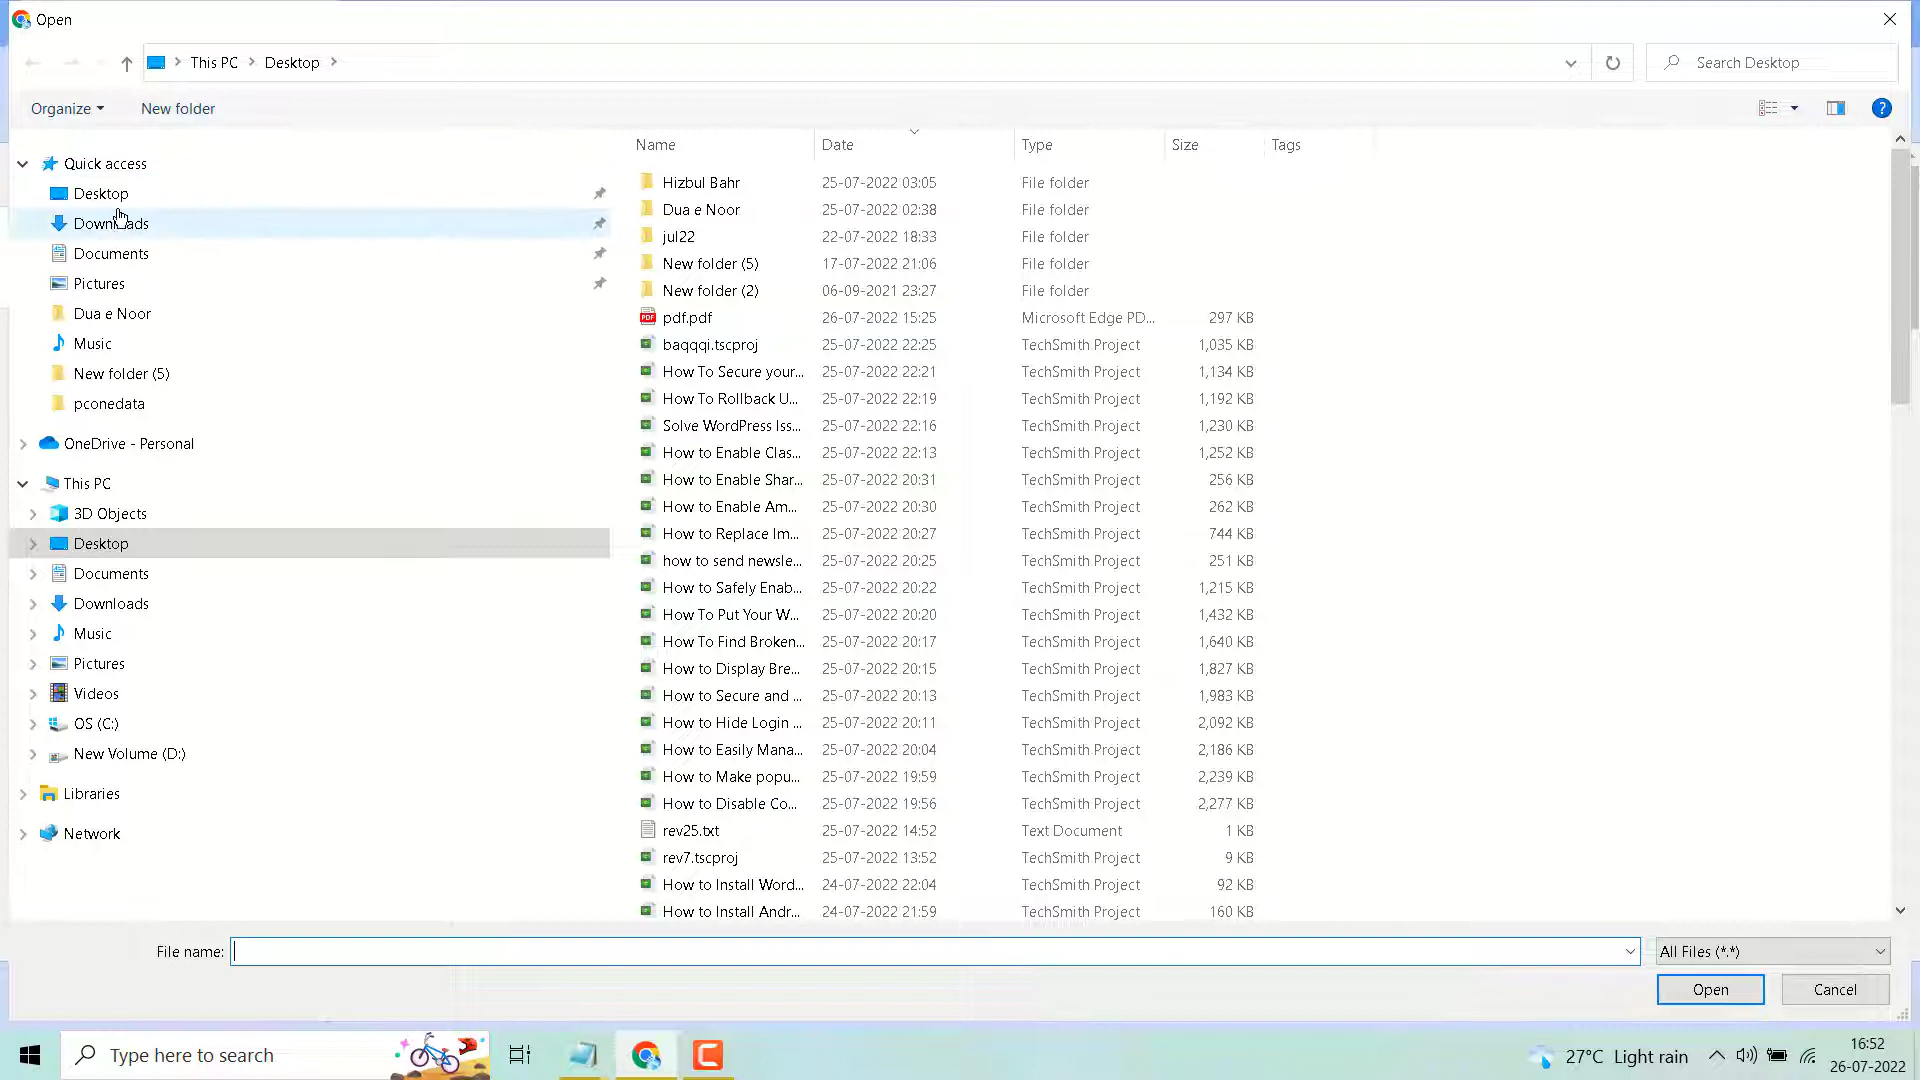 Open
This PC
Desktop
Search Desktop
Organize
New folder
?
Name
Date
Type
Size
Tags
Quick access
Desktop
Downloads
Documents
Pictures
Dua e Noor
Music
New folder (5)
pconedata
OneDrive - Personal
This PC
3D Objects
Desktop
Documents
Downloads
Music
Pictures
Videos
OS (C:)
New Volume (D:)
Libraries
Network
Hizbul Bahr 25-07-2022 03:05 File folder
Dua e Noor 25-07-2022 02:38 File folder
jul22 22-07-2022 18:33 File folder
New folder (5) 17-07-2022 21:06 File folder
New folder (2) 06-09-2021 23:27 File folder
PDF pdf.pdf 26-07-2022 15:25 Microsoft Edge PD... 297 KB
baqqqi.tscproj 25-07-2022 22:25 TechSmith Project 1,035 KB
How To Secure your... 25-07-2022 22:21 TechSmith Project 1,134 KB
How To Rollback U... 25-07-2022 22:19 TechSmith Project 1,192 KB
Solve WordPress Iss... 25-07-2022 22:16 TechSmith Project 1,230 KB
How to Enable Clas... 25-07-2022 22:13 TechSmith Project 1,252 KB
How to Enable Shar... 25-07-2022 20:31 TechSmith Project 256 KB
How to Enable Am... 25-07-2022 20:30 TechSmith Project 262 KB
How to Replace Im... 25-07-2022 20:27 TechSmith Project 744 KB
how to send newsle... 25-07-2022 20:25 TechSmith Project 251 KB
How to Safely Enab... 25-07-2022 20:22 TechSmith Project 1,215 KB
How To Put Your W... 25-07-2022 20:20 TechSmith Project 1,432 KB
How To Find Broken... 25-07-2022 20:17 TechSmith Project 1,640 KB
How to Display Bre... 25-07-2022 20:15 TechSmith Project 1,827 KB
How to Secure and ... 25-07-2022 20:13 TechSmith Project 1,983 KB
How to Hide Login ... 25-07-2022 20:11 TechSmith Project 2,092 KB
How to Easily Mana... 25-07-2022 20:04 TechSmith Project 2,186 KB
How to Make popu... 25-07-2022 19:59 TechSmith Project 2,239 KB
How to Disable Co... 25-07-2022 19:56 TechSmith Project 2,277 KB
rev25.txt 25-07-2022 14:52 Text Document 1 KB
rev7.tscproj 25-07-2022 13:52 TechSmith Project 9 KB
How to Install Word... 24-07-2022 22:04 TechSmith Project 92 KB
How to Install Andr... 24-07-2022 21:59 TechSmith Project 160 KB
File name:
All Files (*.*)
Open
Cancel
Type here to search
27°C Light rain
16:52
26-07-2022